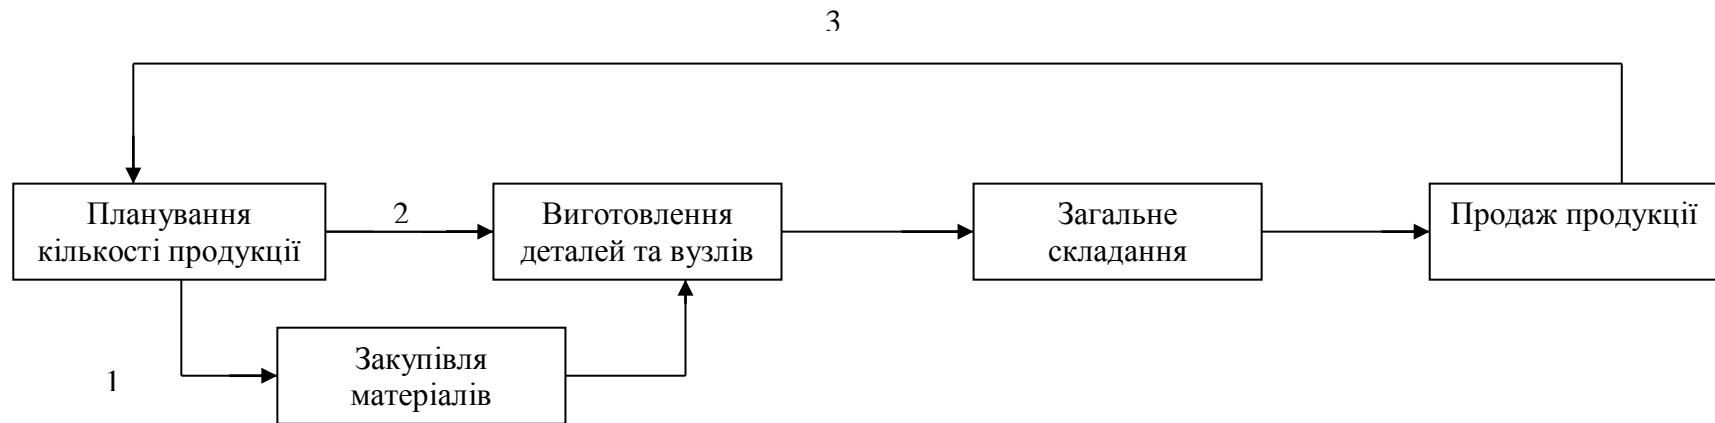 3
Планування
кількості продукції
2
Виготовлення
деталей та вузлів
Загальне
складання
Продаж продукції
1
Закупівля
матеріалів